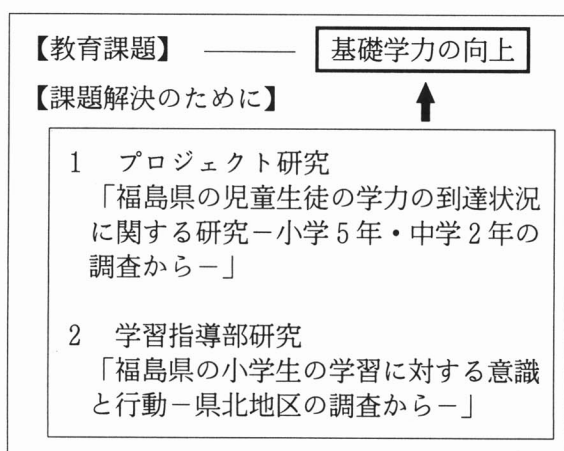 【教育課題】 ―――― 基礎学力の向上
【課題解決のために】
1 プロジェクト研究
「福島県の児童生徒の学力の到達状況
に関する研究－小学5年・中学2年の
調査から－」
2 学習指導部研究
「福島県の小学生の学習に対する意識
と行動－県北地区の調査から－」